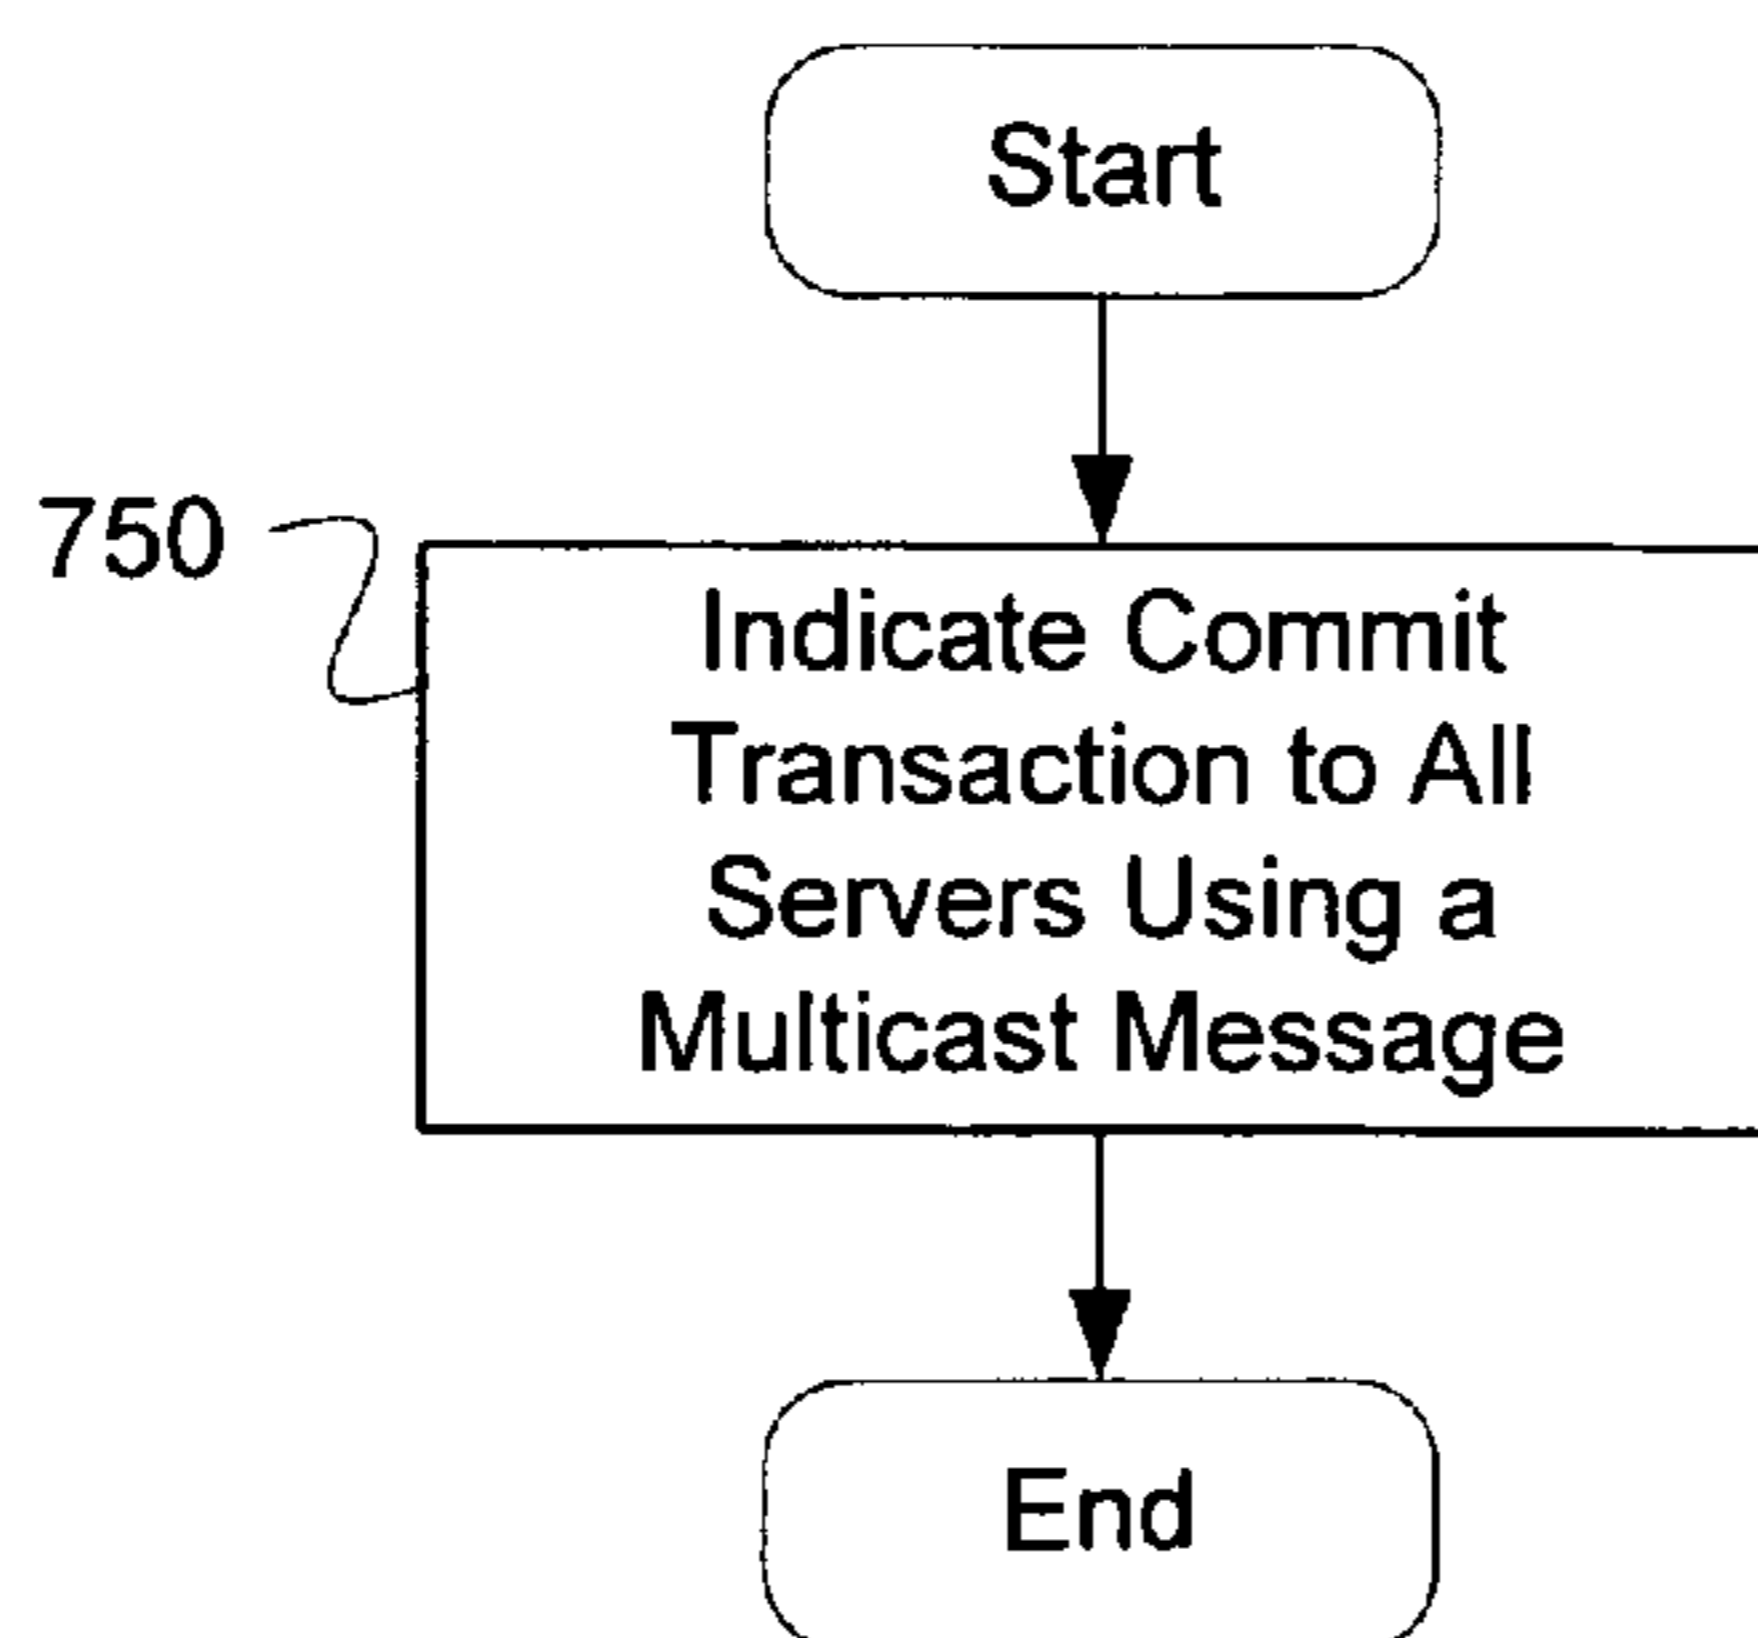 Start
750
Indicate Commit
Transaction to All
Servers Using a
Multicast Message
End